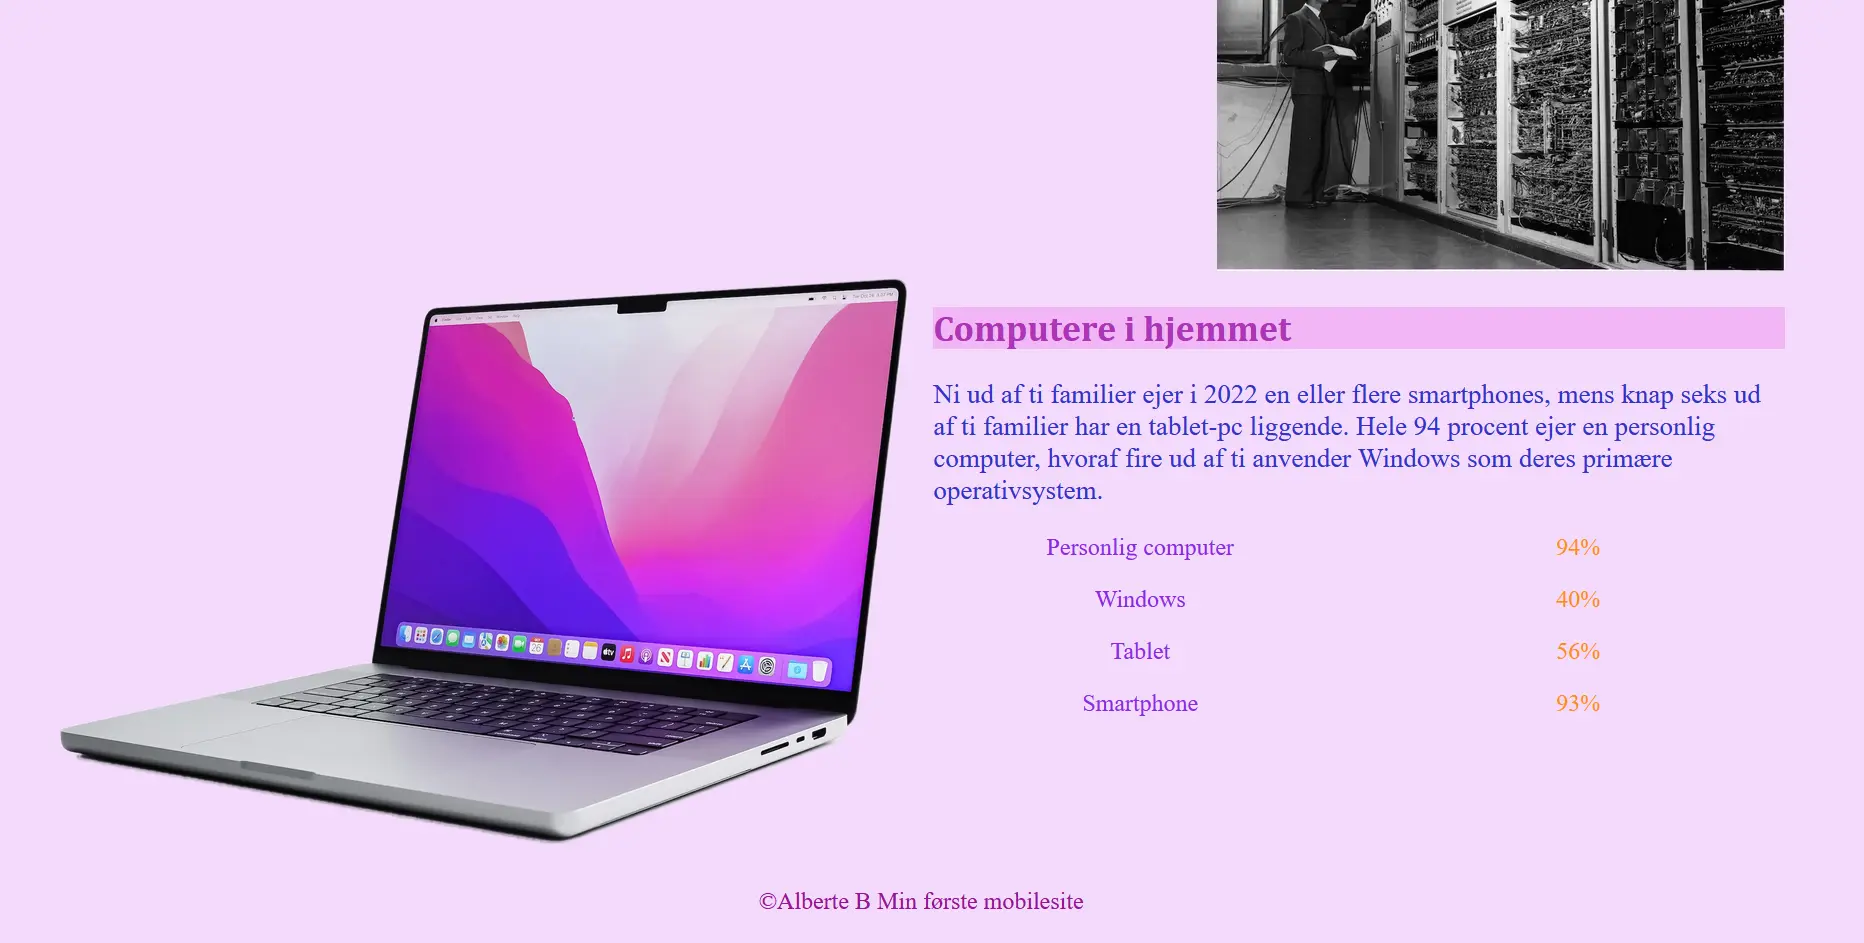 Computere i hjemmet
Ni ud af ti familier ejer i 2022 en eller flere smartphones, mens knap seks ud
af ti familier har en tablet-pc liggende. Hele 94 procent ejer en personlig
computer, hvoraf fire ud af ti anvender Windows som deres primære
operativsystem.
Personlig computer 94%
Windows 40%
Tablet 56%
Smartphone 93%
©Alberte B Min første mobilesite